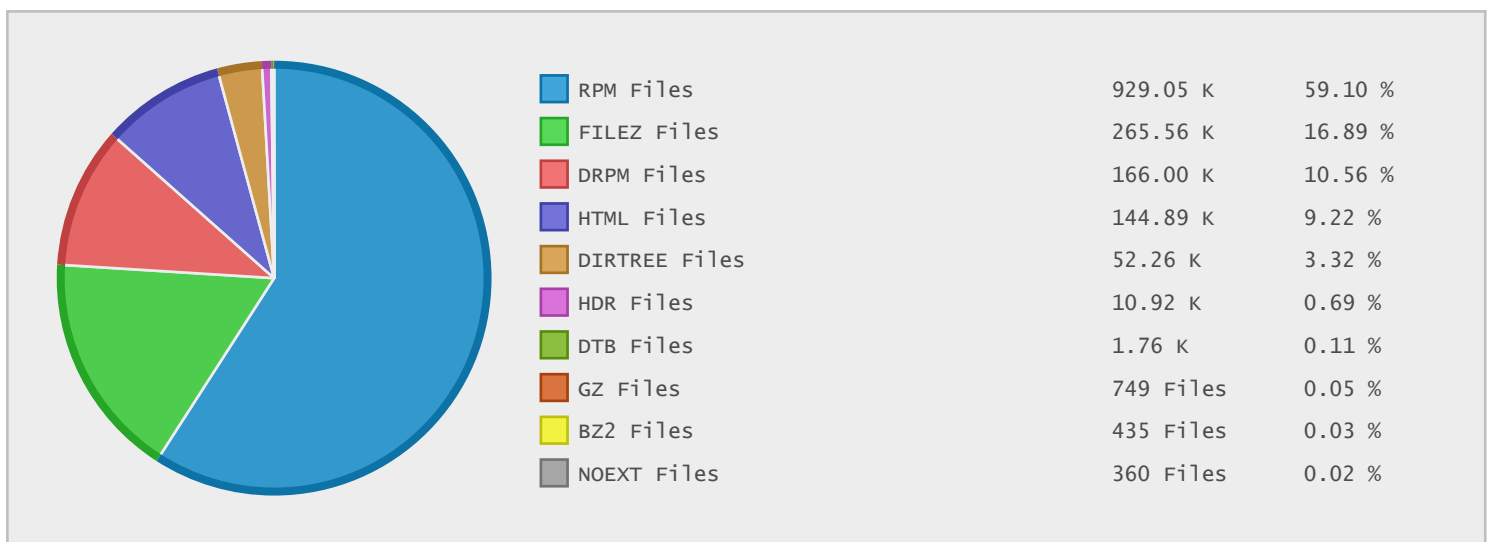 RPM Files 929.05 K 59.10 %
FILEZ Files 265.56 K 16.89 %
DRPM Files 166.00 K 10.56 %
HTML Files 144.89 K 9.22 %
DIRTREE Files 52.26 K 3.32 %
HDR Files 10.92 K 0.69 %
DTB Files 1.76 K 0.11 %
GZ Files 749 Files 0.05 %
BZ2 Files 435 Files 0.03 %
NOEXT Files 360 Files 0.02 %